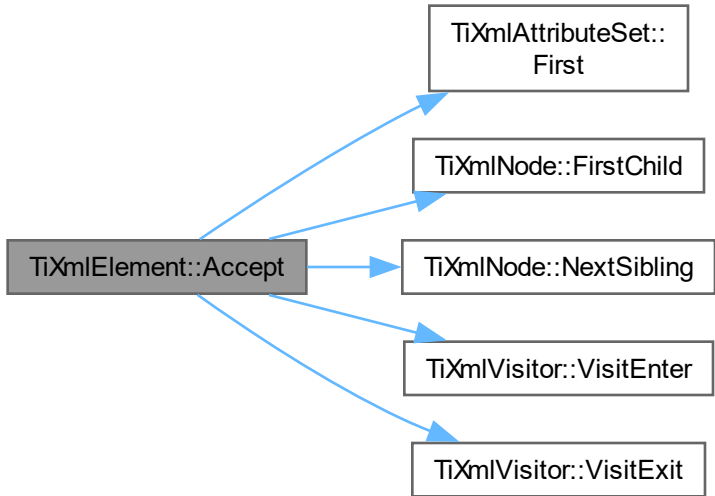 TiXmlAttributeSet::
First
TiXmlNode::FirstChild
TiXmlElement::Accept
TiXmlNode::NextSibling
TiXmlVisitor::VisitEnter
TiXmlVisitor::VisitExit